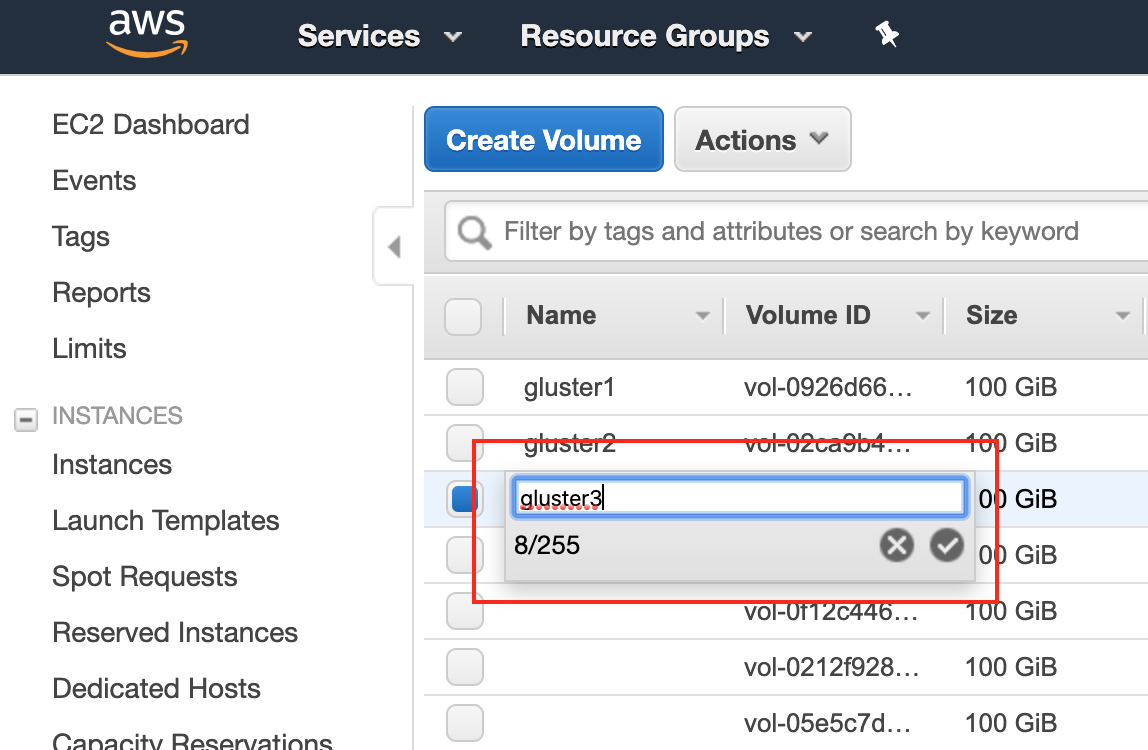 aws Services Resource Groups
EC2 Dashboard
Events
Tags
Reports
Limits
INSTANCES
Instances
Launch Templates
Spot Requests
Reserved Instances
Dedicated Hosts
Capacity Reservations
Create Volume Actions
Filter by tags and attributes or search by keyword
Name Volume ID Size
gluster1 vol-0926d66... 100 GiB
gluster2 vol-02ca9b4... 100 GiB
gluster3 00 GiB
8/255 00 GiB
vol-0f12c446... 100 GiB
vol-0212f928... 100 GiB
vol-05e5c7d... 100 GiB